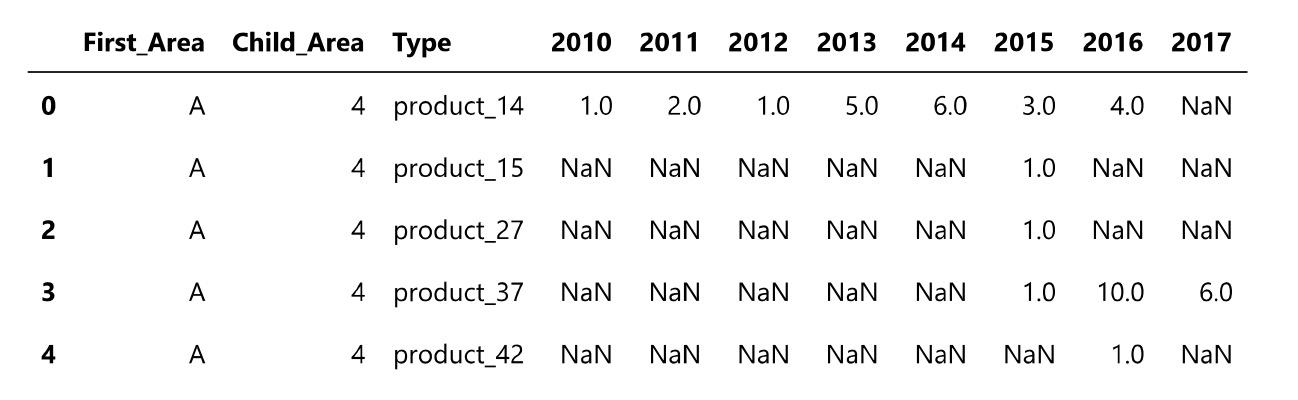 First_Area Child_Area Type 2010 2011 2012 2013 2014 2015 2016 2017
0 A 4 product_14 1.0 2.0 1.0 5.0 6.0 3.0 4.0 NaN
1 A 4 product_15 NaN NaN NaN NaN NaN 1.0 NaN NaN
2 A 4 product_27 NaN NaN NaN NaN NaN 1.0 NaN NaN
3 A 4 product_37 NaN NaN NaN NaN NaN 1.0 10.0 6.0
4 A 4 product_42 NaN NaN NaN NaN NaN NaN 1.0 NaN